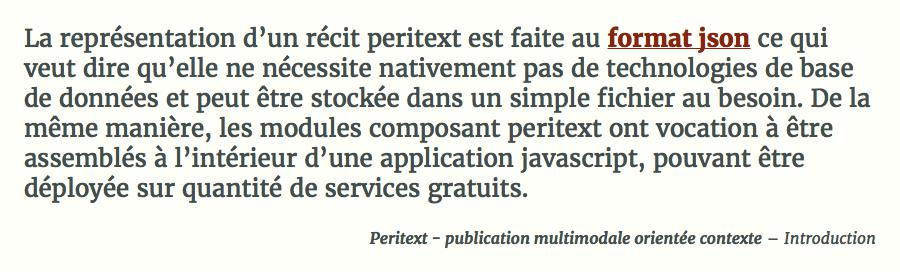 La représentation d’un récit peritext est faite au format json ce qui
veut dire qu’elle ne nécessite nativement pas de technologies de base
de données et peut être stockée dans un simple fichier au besoin. De la
même manière, les modules composant peritext ont vocation à être
assemblés à l’intérieur d’une application javascript, pouvant être
déployée sur quantité de services gratuits.
Peritext - publication multimodale orientée contexte – Introduction